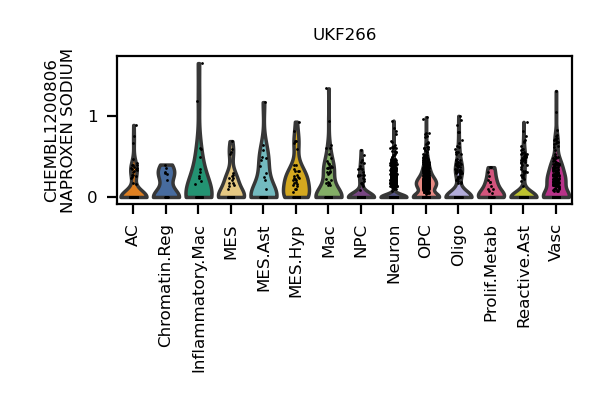 UKF266
CHEMBL1200806
NAPROXEN SODIUM
1
0
AC
Chromatin.Reg
Inflammatory.Mac
MES
MES.Ast
MES.Hyp
Mac
NPC
Neuron
OPC
Oligo
Prolif.Metab
Reactive.Ast
Vasc